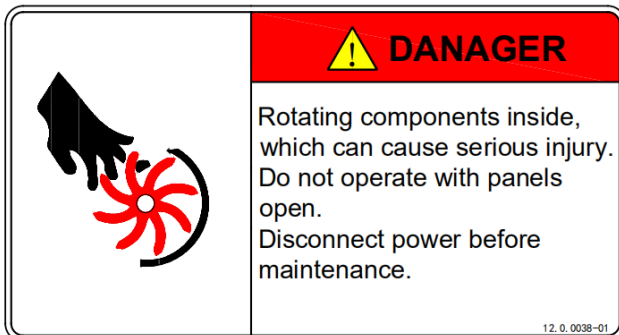 DANAGER
Rotating components inside,
which can cause serious injury.
Do not operate with panels
open.
Disconnect power before
maintenance.
12.0.0038-01